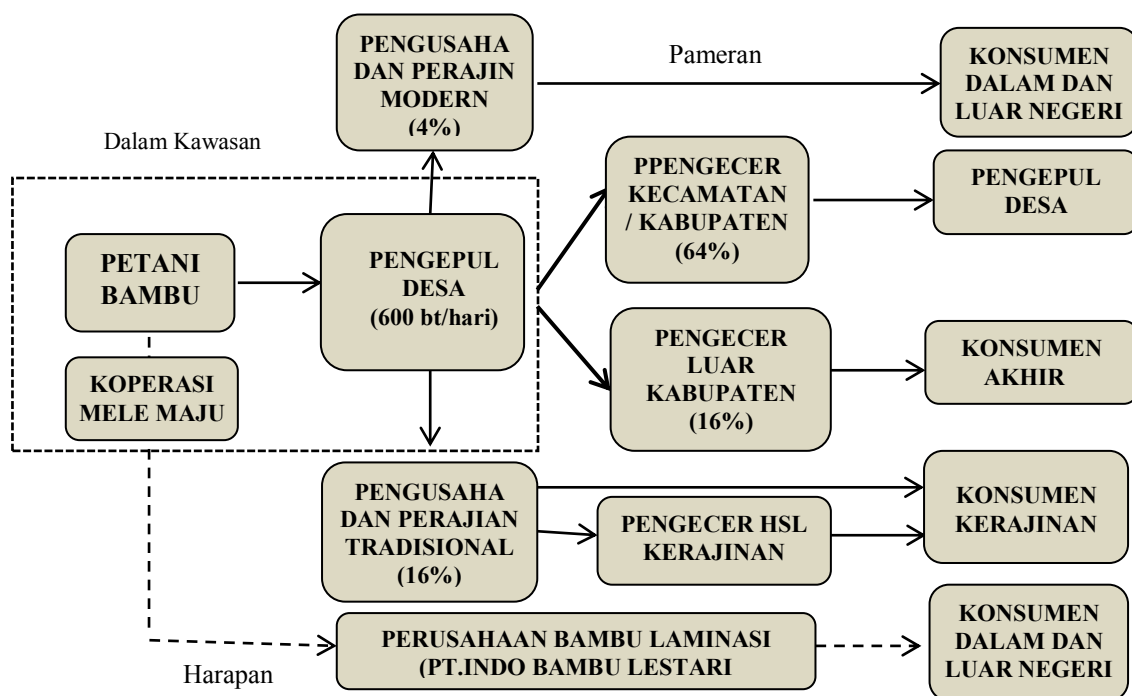 PENGUSAHA
DAN PERAJIN
MODERN
(4%)
Pameran
KONSUMEN
DALAM DAN
LUAR NEGERI
Dalam Kawasan
PPENGECER
KECAMATAN
/ KABUPATEN
(64%)
PENGEPUL
DESA
PETANI
BAMBU
PENGEPUL
DESA
(600 bt/hari)
KOPERASI
MELE MAJU
PENGECER
LUAR
KABUPATEN
(16%)
KONSUMEN
AKHIR
PENGUSAHA
DAN PERAJIAN
TRADISIONAL
(16%)
PENGECER HSL
KERAJINAN
KONSUMEN
KERAJINAN
Harapan
PERUSAHAAN BAMBU LAMINASI
(PT.INDO BAMBU LESTARI
KONSUMEN
DALAM DAN
LUAR NEGERI